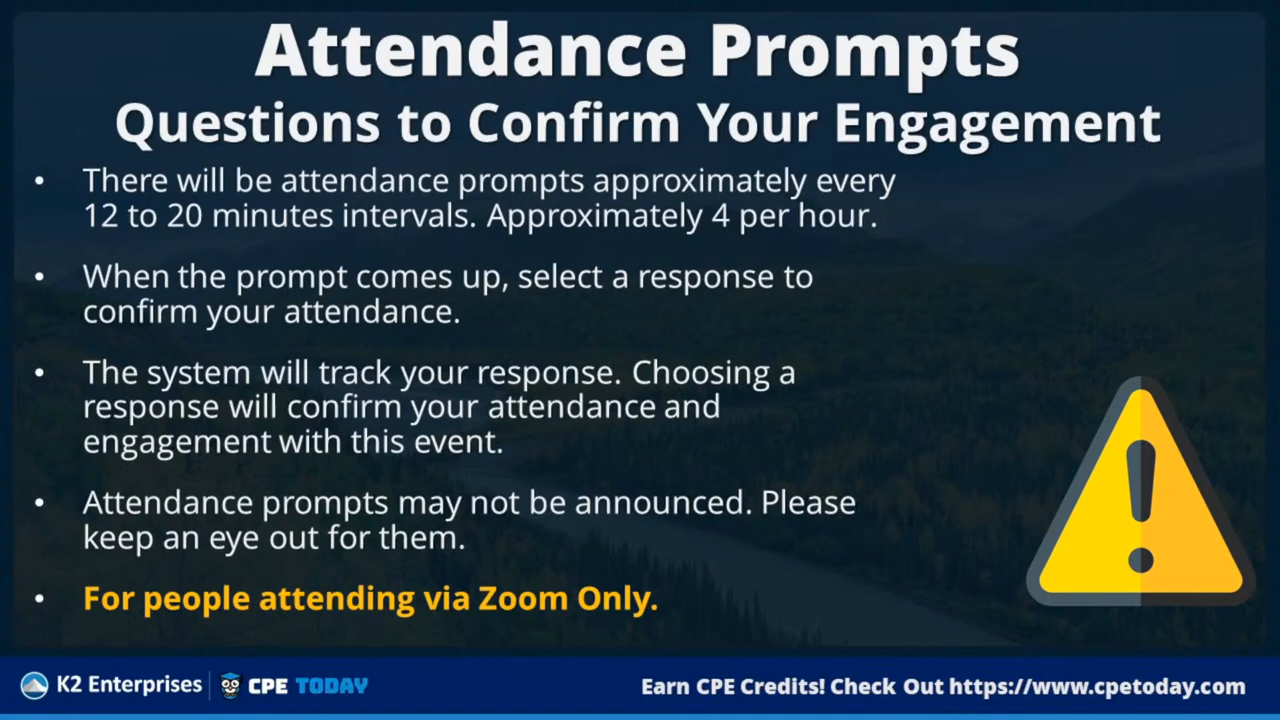 Attendance Prompts
Questions to Confirm Your Engagement
• There will be attendance prompts approximately every
12 to 20 minutes intervals. Approximately 4 per hour.
• When the prompt comes up, select a response to
confirm your attendance.
• The system will track your response. Choosing a
response will confirm your attendance and
engagement with this event.
• Attendance prompts may not be announced. Please
keep an eye out for them.
• For people attending via Zoom Only.
K2 Enterprises | CPE TODAY Earn CPE Credits! Check Out https://www.cpetoday.com